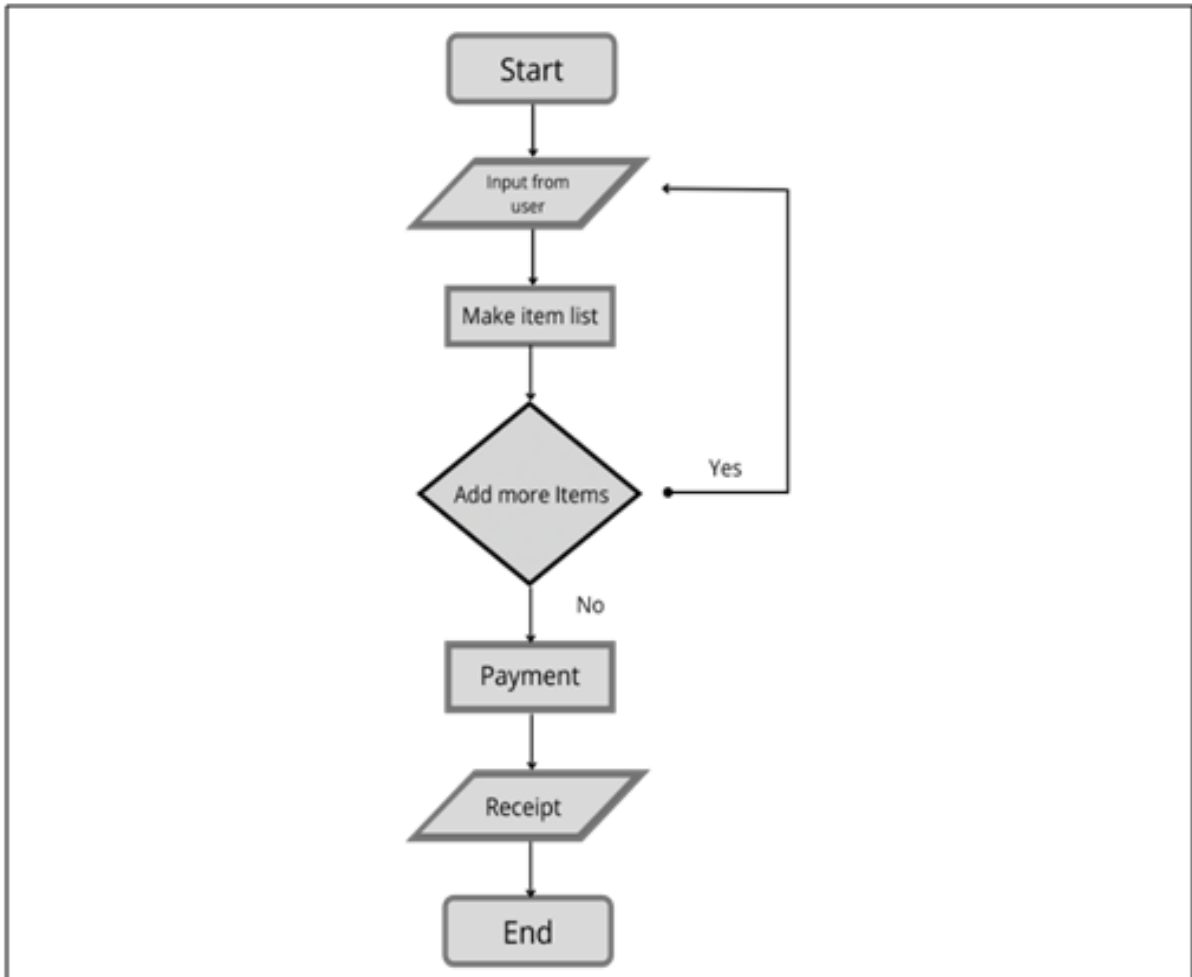 Start
Input from
user
Make item list
Add more Items
Yes
No
Payment
Receipt
End